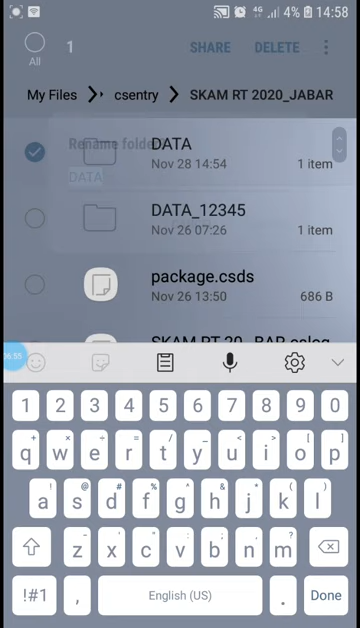 4G 4% 14:58
All 1 SHARE DELETE
My Files csentry SKAM RT 2020_JABAR
Rename folde
DATA
Nov 28 14:54 1 item
DATA
DATA_12345
Nov 26 07:26 1 item
package.csds
Nov 26 13:50 686 B
1 2 3 4 5 6 7 8 9 0
q w e r t y u i o p
a s d f g h j k l
z x c v b n m
!#1 , English (US) . Done